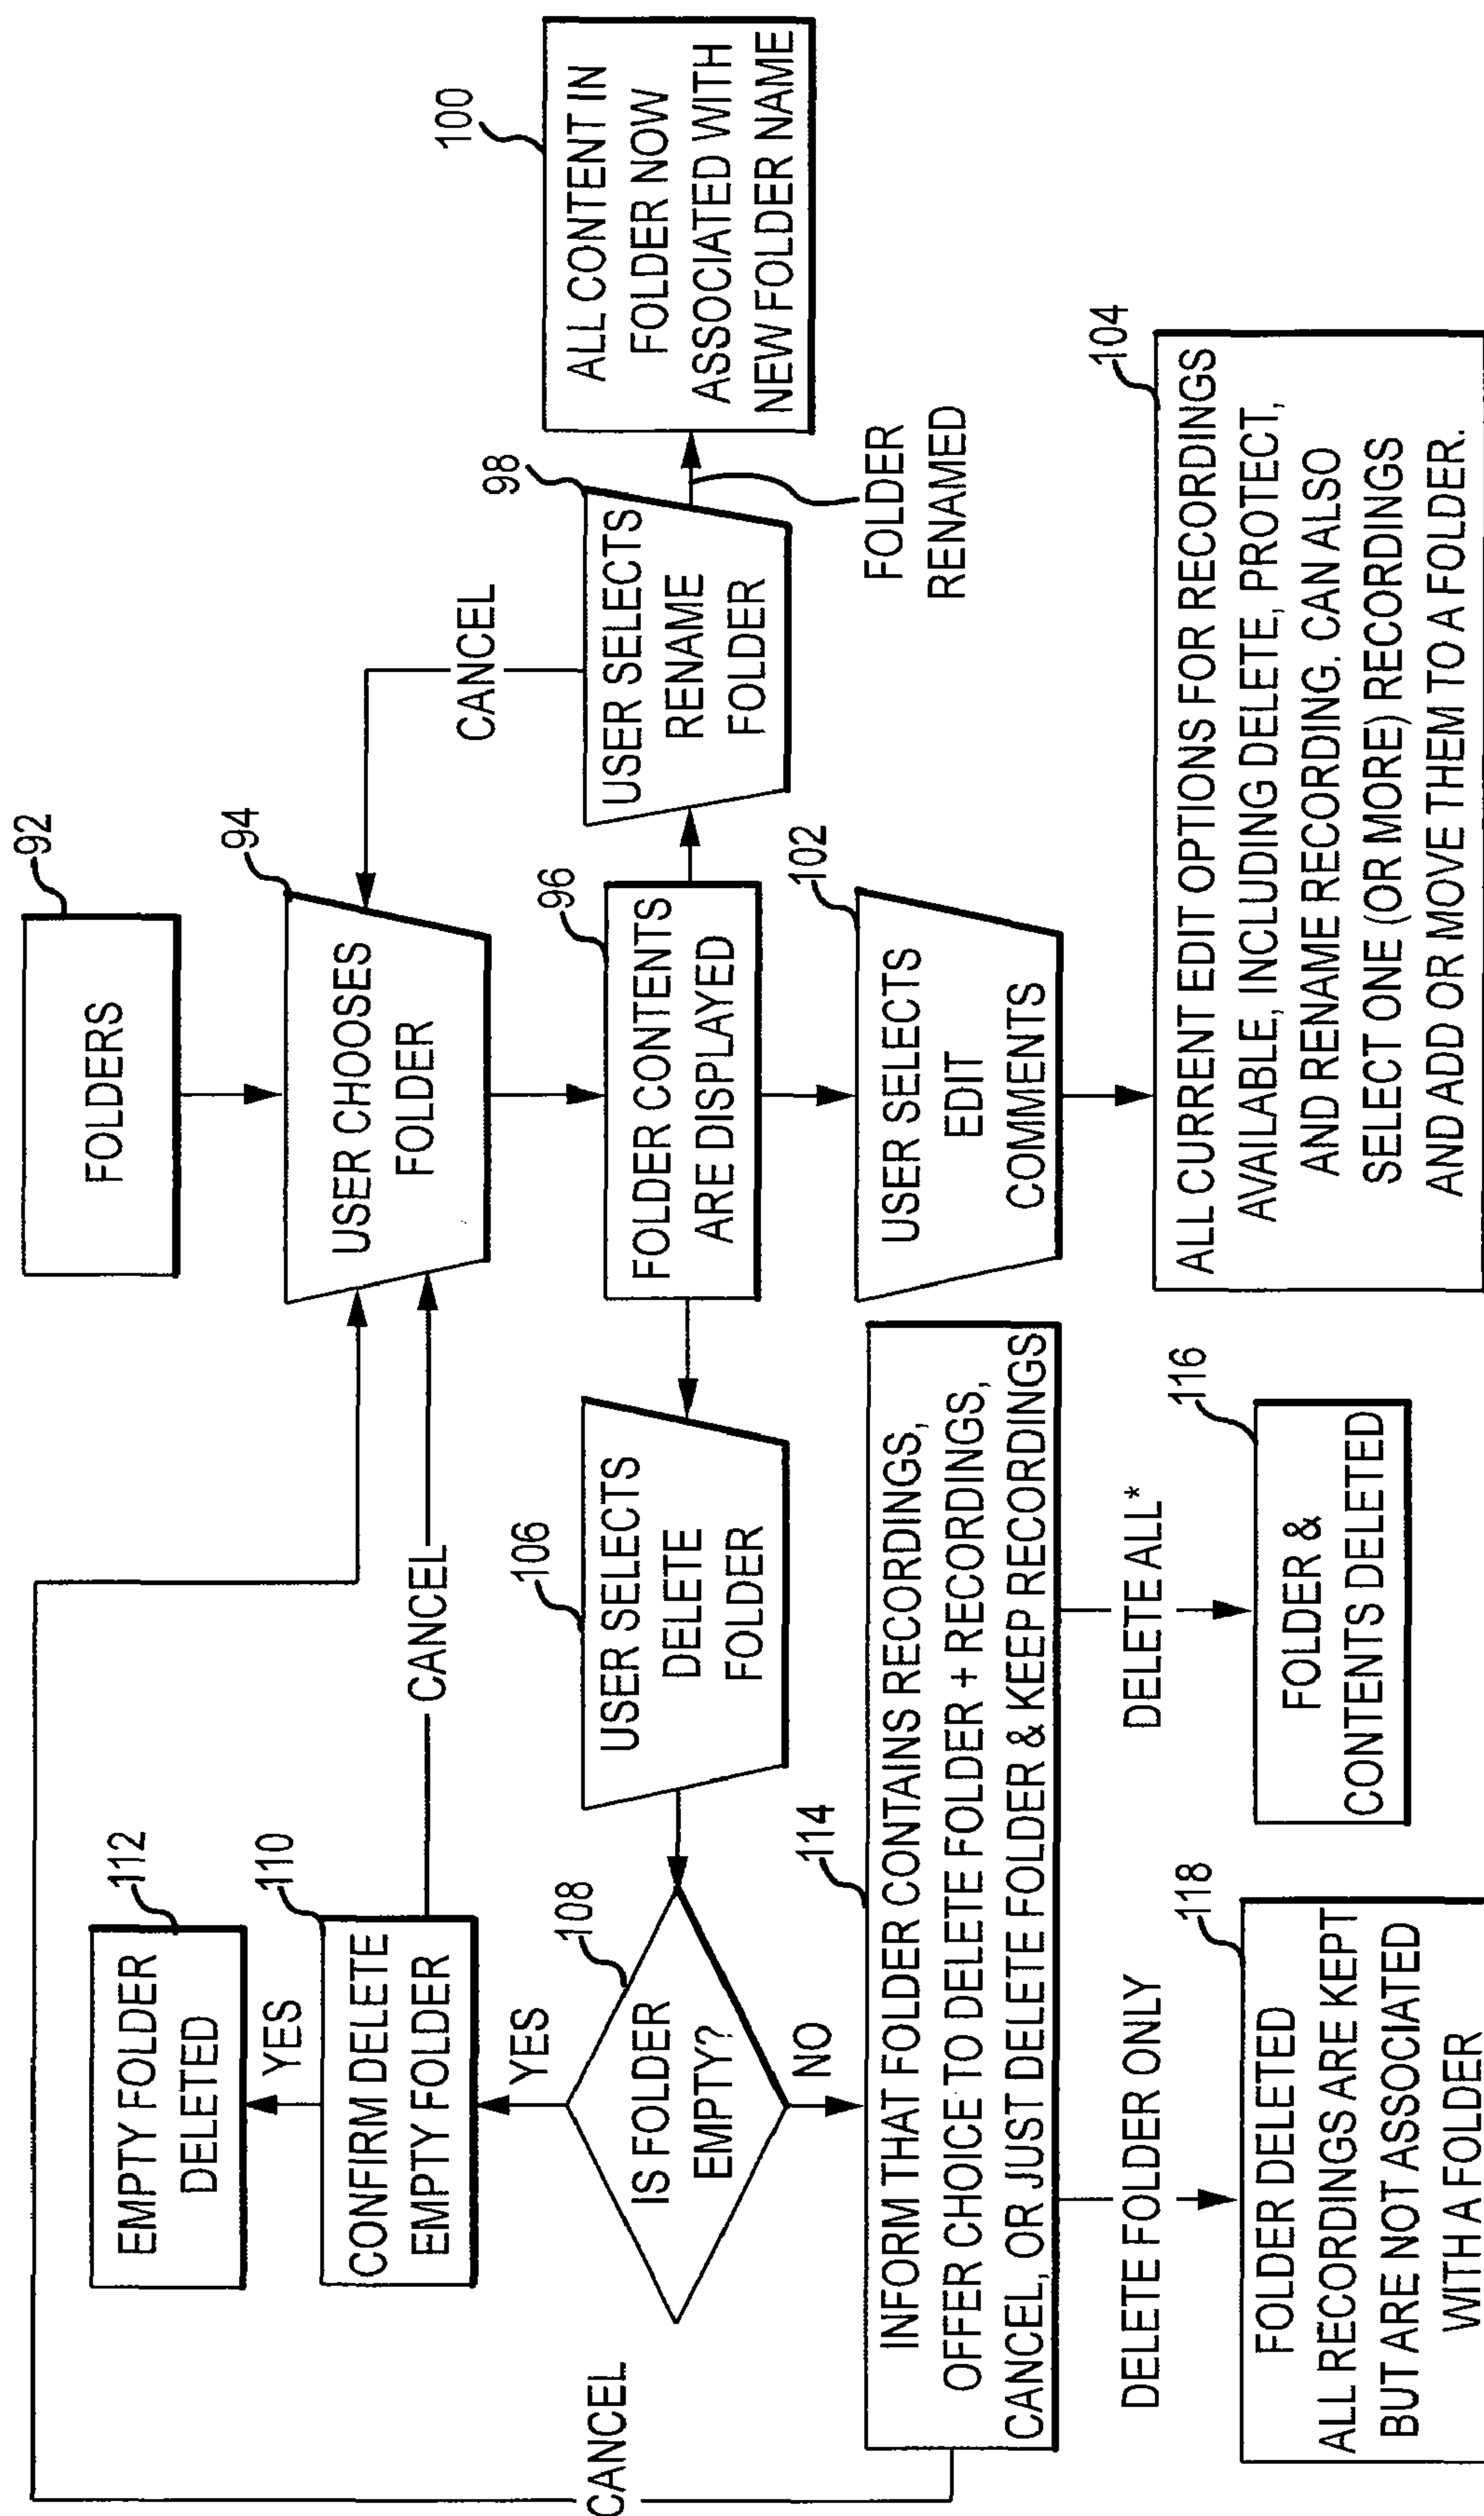 92
FOLDERS
94
USER CHOOSES
FOLDER
CANCEL
96
FOLDER CONTENTS
ARE DISPLAYED
98
USER SELECTS
RENAME
FOLDER
FOLDER
RENAMED
100
ALL CONTENT IN
FOLDER NOW
ASSOCIATED WITH
NEW FOLDER NAME
102
USER SELECTS
EDIT
COMMENTS
104
ALL CURRENT EDIT OPTIONS FOR RECORDINGS
AVAILABLE, INCLUDING DELETE, PROTECT,
AND RENAME RECORDING. CAN ALSO
SELECT ONE (OR MORE) RECORDINGS
AND ADD OR MOVE THEM TO A FOLDER.
106
USER SELECTS
DELETE
FOLDER
108
IS FOLDER
EMPTY?
YES
NO
110
CONFIRM DELETE
EMPTY FOLDER
CANCEL
YES
112
EMPTY FOLDER
DELETED
114
INFORM THAT FOLDER CONTAINS RECORDINGS,
OFFER CHOICE TO DELETE FOLDER + RECORDINGS,
CANCEL, OR JUST DELETE FOLDER & KEEP RECORDINGS
CANCEL
DELETE ALL*
116
FOLDER &
CONTENTS DELETED
DELETE FOLDER ONLY
118
FOLDER DELETED
ALL RECORDINGS ARE KEPT
BUT ARE NOT ASSOCIATED
WITH A FOLDER